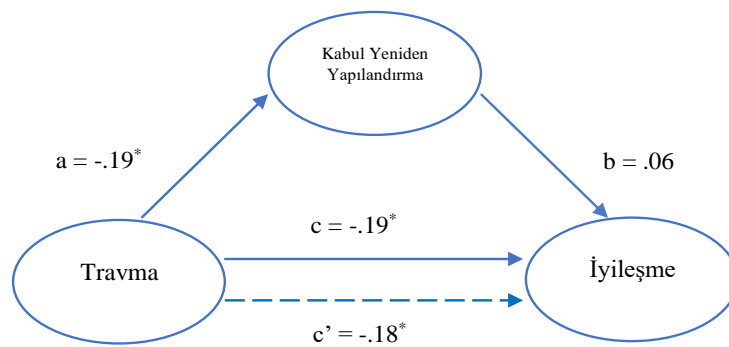 Kabul Yeniden
Yapılandırma
a = -.19*
b = .06
c = -.19*
Travma
İyileşme
c’ = -.18*